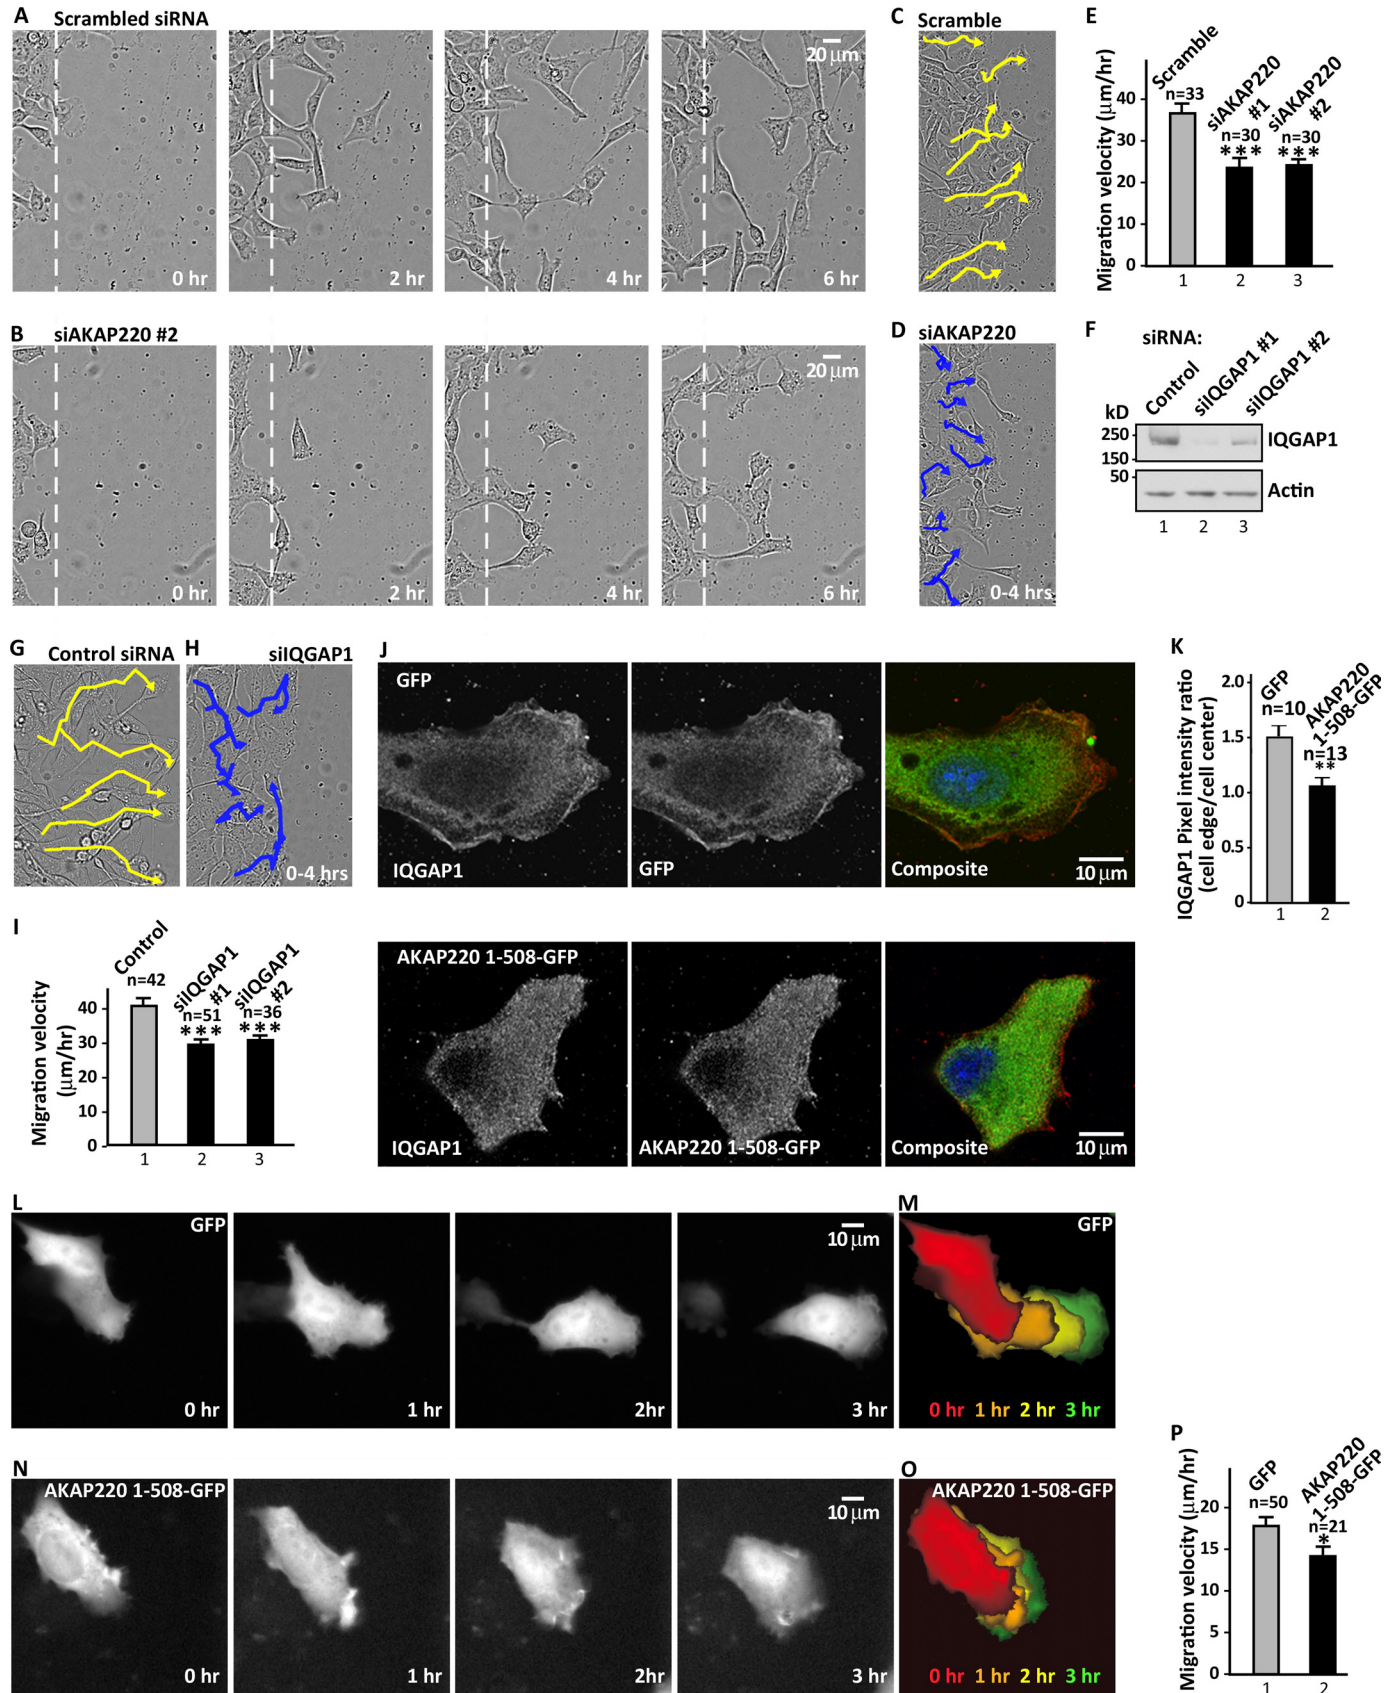 A Scrambled siRNA
20 μm
0 hr
2 hr
4 hr
6 hr
B siAKAP220 #2
20 μm
0 hr
2 hr
4 hr
6 hr
C Scramble
D siAKAP220
0-4 hrs
E
Migration velocity (μm/hr)
40
30
20
10
0
Scramble
n=33
siAKAP220
#1
n=30
***
siAKAP220
#2
n=30
***
1 2 3
F
siRNA:
Control
siIQGAP1 #1
siIQGAP1 #2
kD
250
150
IQGAP1
50
Actin
1 2 3
G Control siRNA
H siIQGAP1
0-4 hrs
I
Migration velocity
(μm/hr)
40
30
20
10
0
Control
n=42
siIQGAP1
#1
n=51
***
siIQGAP1
#2
n=36
***
1 2 3
J
GFP
IQGAP1
GFP
Composite
10 μm
AKAP220 1-508-GFP
IQGAP1
AKAP220 1-508-GFP
Composite
10 μm
K
IQGAP1 Pixel intensity ratio
(cell edge/cell center)
2.0
1.5
1.0
0.5
0
GFP
n=10
AKAP220
1-508-GFP
n=13
**
1 2
L
GFP
10 μm
0 hr
1 hr
2hr
3 hr
M
GFP
0 hr 1 hr 2 hr 3 hr
N
AKAP220 1-508-GFP
10 μm
0 hr
1 hr
2hr
3 hr
O
AKAP220 1-508-GFP
0 hr 1 hr 2 hr 3 hr
P
Migration velocity (μm/hr)
20
15
10
5
0
GFP
n=50
AKAP220
1-508-GFP
n=21
*
1 2